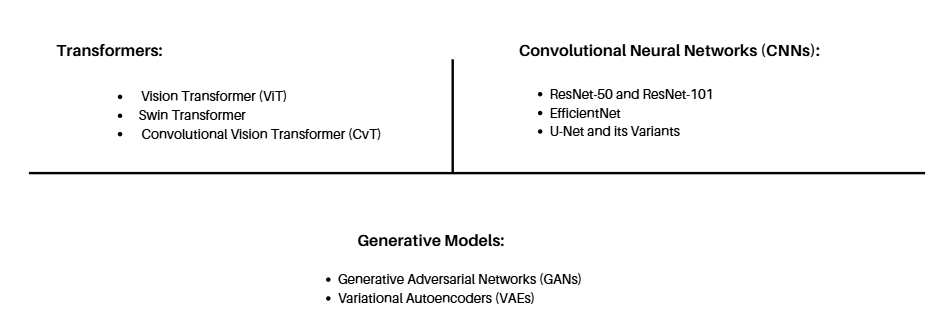 Transformers:
• Vision Transformer (ViT)
• Swin Transformer
• Convolutional Vision Transformer (CvT)
Convolutional Neural Networks (CNNs):
• ResNet-50 and ResNet-101
• EfficientNet
• U-Net and its Variants
Generative Models:
• Generative Adversarial Networks (GANs)
• Variational Autoencoders (VAEs)